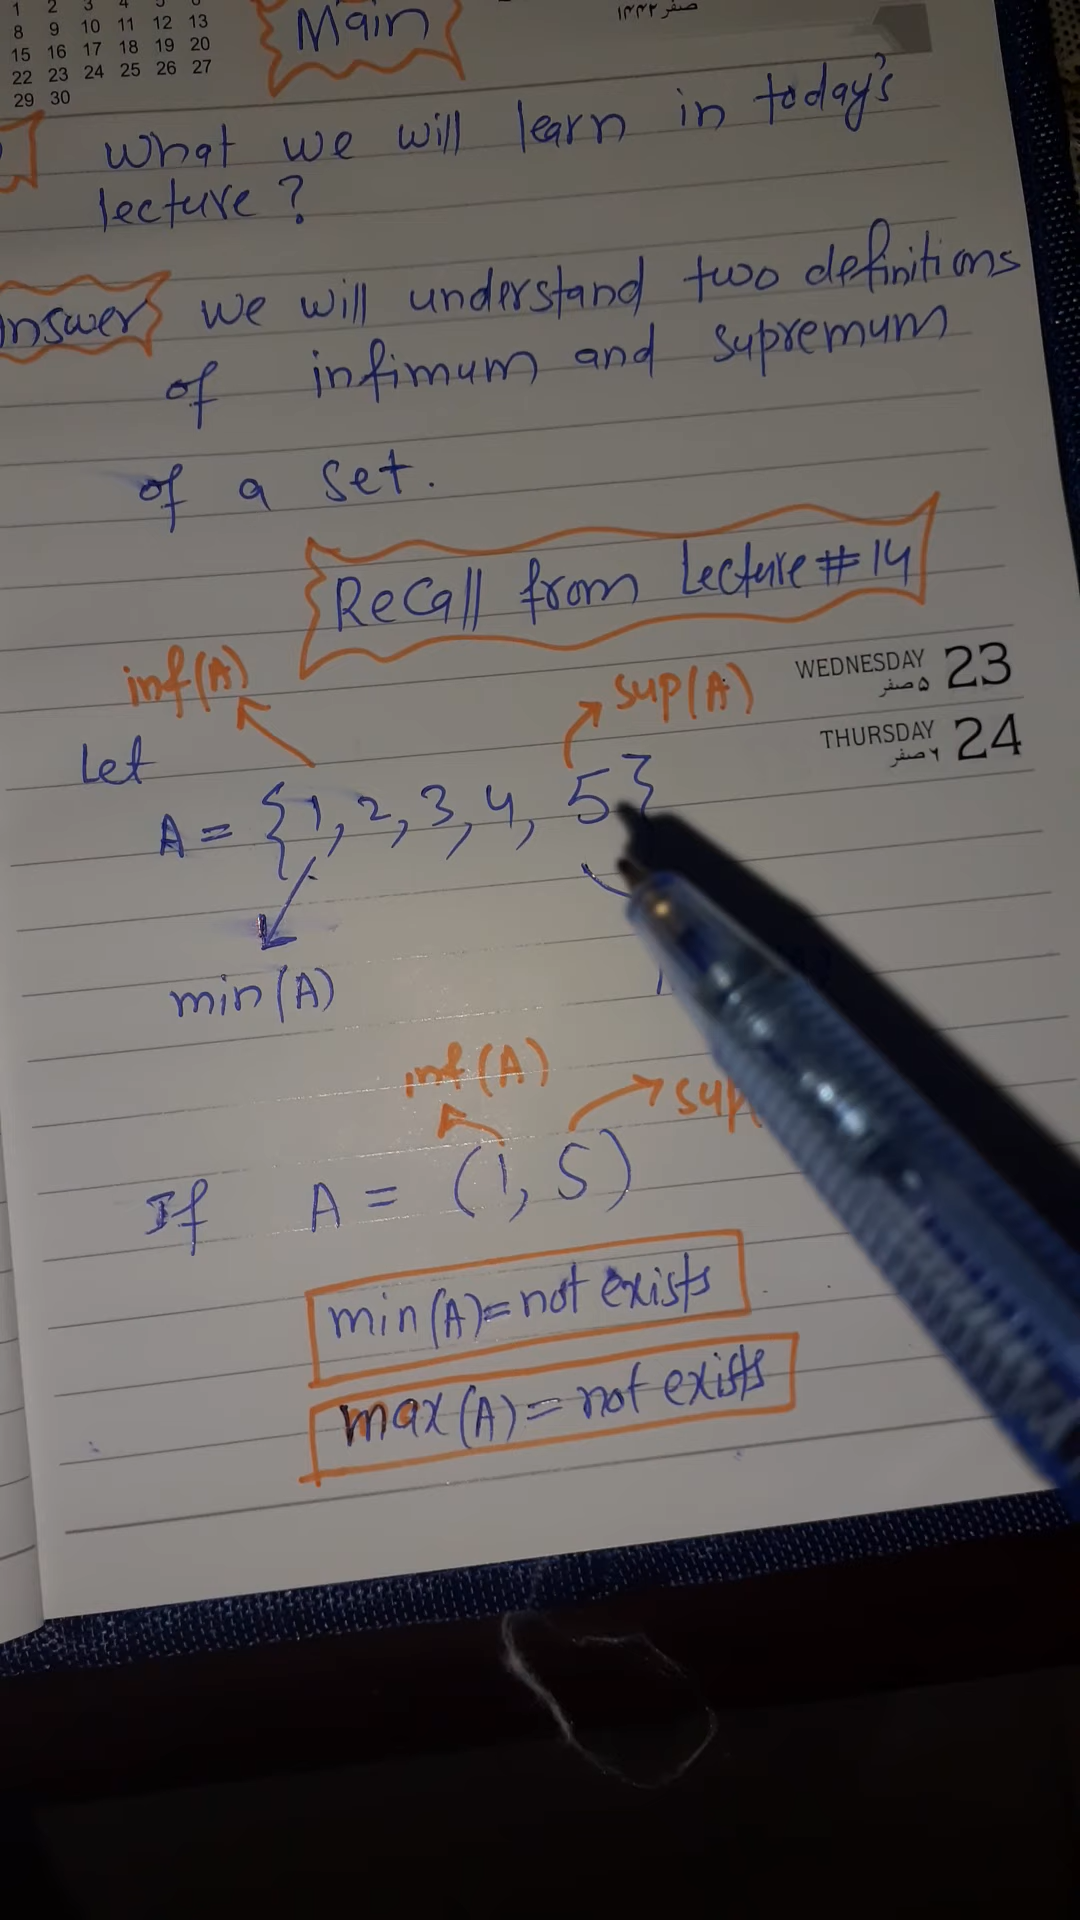 1 2 3 4 5 6
8 9 10 11 12 13
15 16 17 18 19 20
22 23 24 25 26 27
29 30
Main
صفر ۱۴۴۲
What we will learn in today's
lecture?
Answer We will understand two definitions
of infimum and supremum
of a set.
Recall from Lecture #14
WEDNESDAY 23
۵ صفر
THURSDAY 24
۶ صفر
inf(A) sup(A)
Let
A = {1, 2, 3, 4, 5}
min(A)
inf(A) sup(
If A = (1, 5)
min(A)= not exists
max(A)= not exists